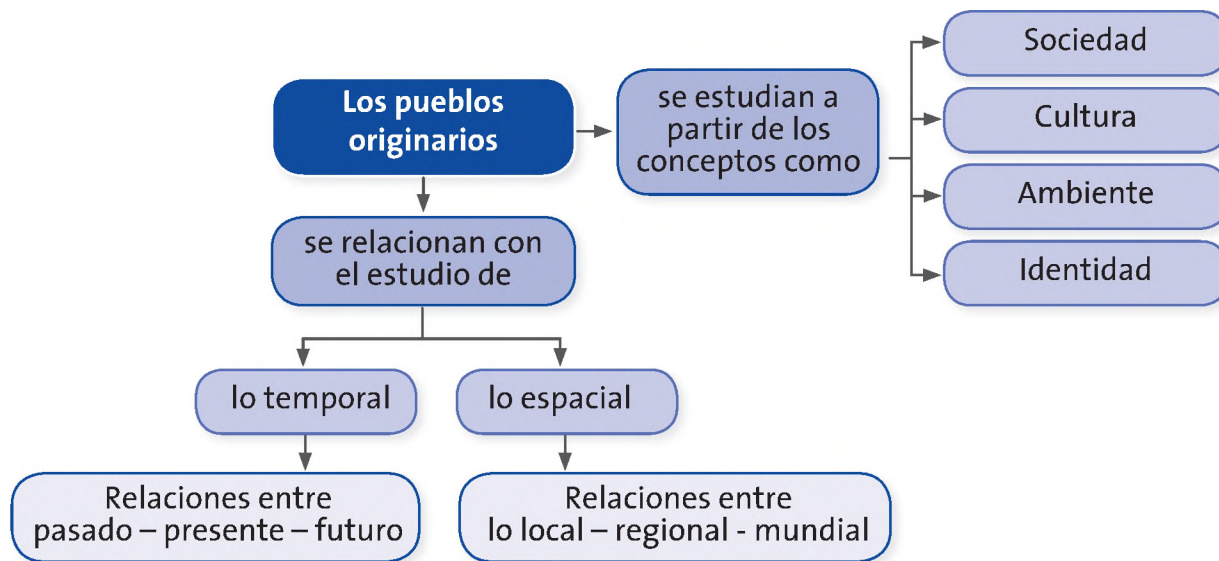 Los pueblos
originarios
se estudian a
partir de los
conceptos como
Sociedad
Cultura
Ambiente
Identidad
se relacionan con
el estudio de
lo temporal
lo espacial
Relaciones entre
pasado – presente – futuro
Relaciones entre
lo local – regional - mundial